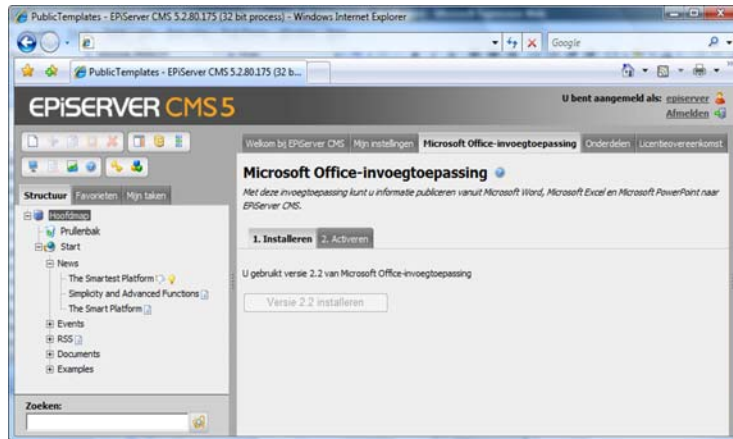 PublicTemplates - EPiServer CMS 5.2.80.175 (32 bit process) - Windows Internet Explorer
Google
PublicTemplates - EPiServer CMS 5.2.80.175 (32 b...
EPiSERVER CMS 5
U bent aangemeld als: episerver
Afmelden
Welkom bij EPiServer CMS
Mijn instellingen
Microsoft Office-invoegtoepassing
Onderdelen
Licentieovereenkomst
Structuur
Favorieten
Mijn taken
Hoofdmap
Prullenbak
Start
News
The Smartest Platform
Simplicity and Advanced Functions
The Smart Platform
Events
RSS
Documents
Examples
Zoeken:
Microsoft Office-invoegtoepassing
Met deze invoegtoepassing kunt u informatie publiceren vanuit Microsoft Word, Microsoft Excel en Microsoft PowerPoint naar
EPiServer CMS.
1. Installeren
2. Activeren
U gebruikt versie 2.2 van Microsoft Office-invoegtoepassing
Versie 2.2 installeren